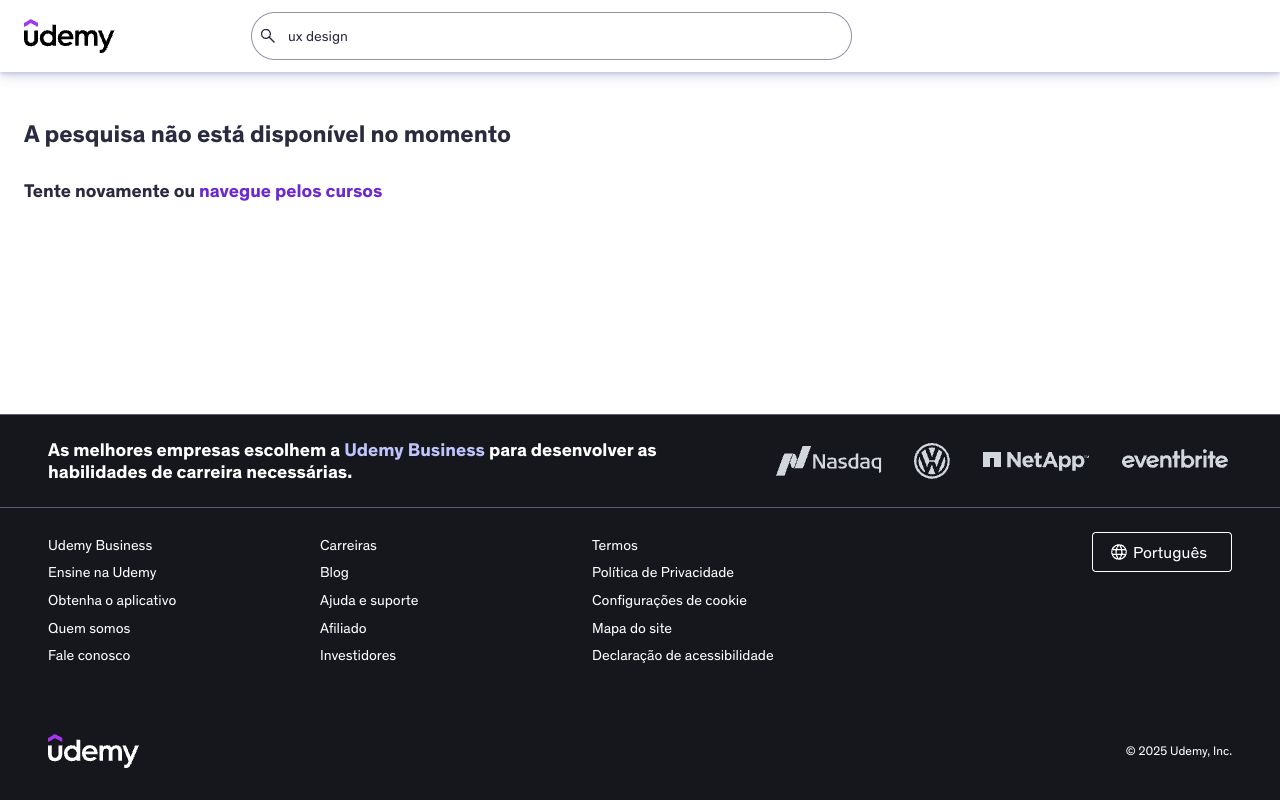 udemy
ux design
A pesquisa não está disponível no momento
Tente novamente ou navegue pelos cursos
As melhores empresas escolhem a Udemy Business para desenvolver as
habilidades de carreira necessárias.
Nasdaq
NetApp
eventbrite
Udemy Business
Ensine na Udemy
Obtenha o aplicativo
Quem somos
Fale conosco
Carreiras
Blog
Ajuda e suporte
Afiliado
Investidores
Termos
Política de Privacidade
Configurações de cookie
Mapa do site
Declaração de acessibilidade
Português
udemy
© 2025 Udemy, Inc.